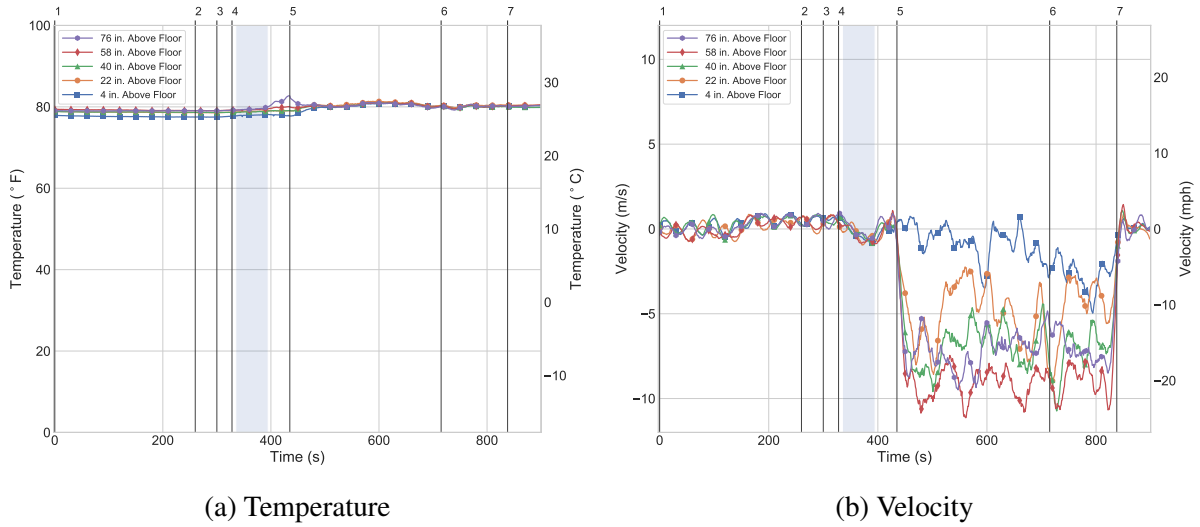 1 2 3 4 5 6 7
100
80
60
40
20
0
Temperature (°F)
30
20
10
0
−10
Temperature (°C)
76 in. Above Floor
58 in. Above Floor
40 in. Above Floor
22 in. Above Floor
4 in. Above Floor
0 200 400 600 800
Time (s)
(a) Temperature
1 2 3 4 5 6 7
10
5
0
−5
−10
Velocity (m/s)
20
10
0
−10
−20
Velocity (mph)
76 in. Above Floor
58 in. Above Floor
40 in. Above Floor
22 in. Above Floor
4 in. Above Floor
0 200 400 600 800
Time (s)
(b) Velocity